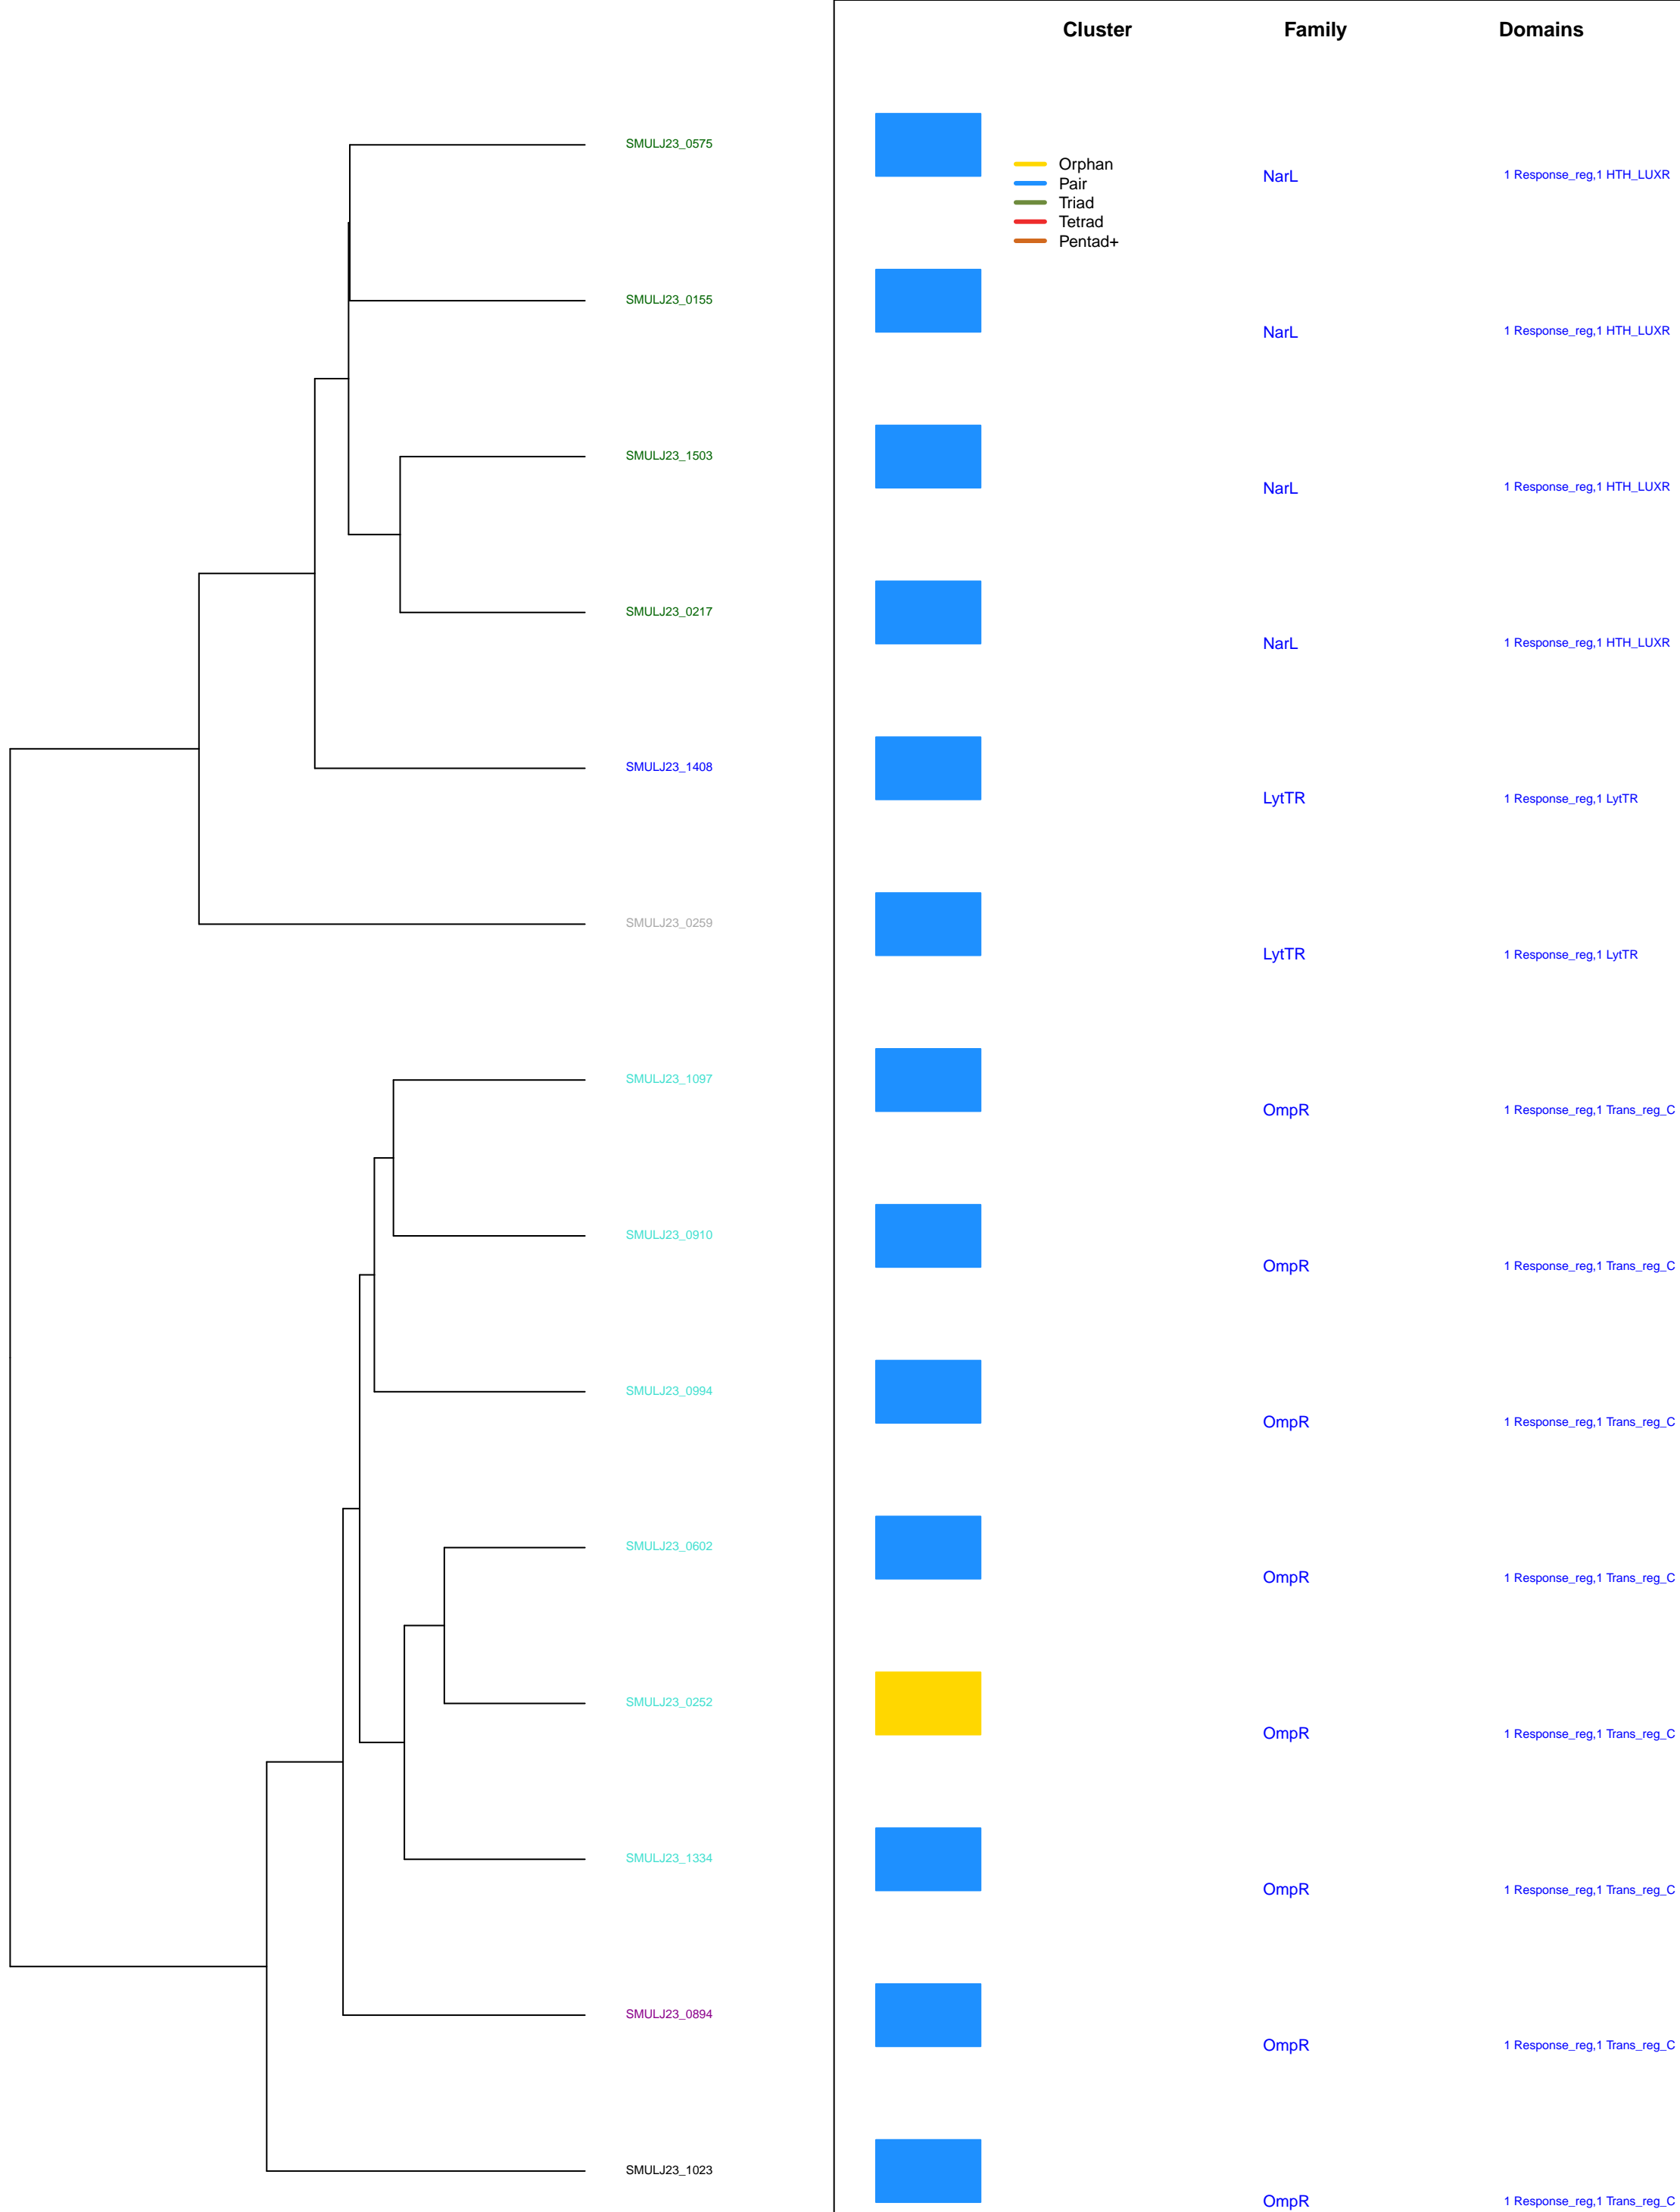 Cluster Family Domains
SMULJ23_0575
Orphan
Pair
Triad
Tetrad
Pentad+
NarL 1 Response_reg,1 HTH_LUXR
SMULJ23_0155
NarL 1 Response_reg,1 HTH_LUXR
SMULJ23_1503
NarL 1 Response_reg,1 HTH_LUXR
SMULJ23_0217
NarL 1 Response_reg,1 HTH_LUXR
SMULJ23_1408
LytTR 1 Response_reg,1 LytTR
SMULJ23_0259
LytTR 1 Response_reg,1 LytTR
SMULJ23_1097
OmpR 1 Response_reg,1 Trans_reg_C
SMULJ23_0910
OmpR 1 Response_reg,1 Trans_reg_C
SMULJ23_0994
OmpR 1 Response_reg,1 Trans_reg_C
SMULJ23_0602
OmpR 1 Response_reg,1 Trans_reg_C
SMULJ23_0252
OmpR 1 Response_reg,1 Trans_reg_C
SMULJ23_1334
OmpR 1 Response_reg,1 Trans_reg_C
SMULJ23_0894
OmpR 1 Response_reg,1 Trans_reg_C
SMULJ23_1023
OmpR 1 Response_reg,1 Trans_reg_C